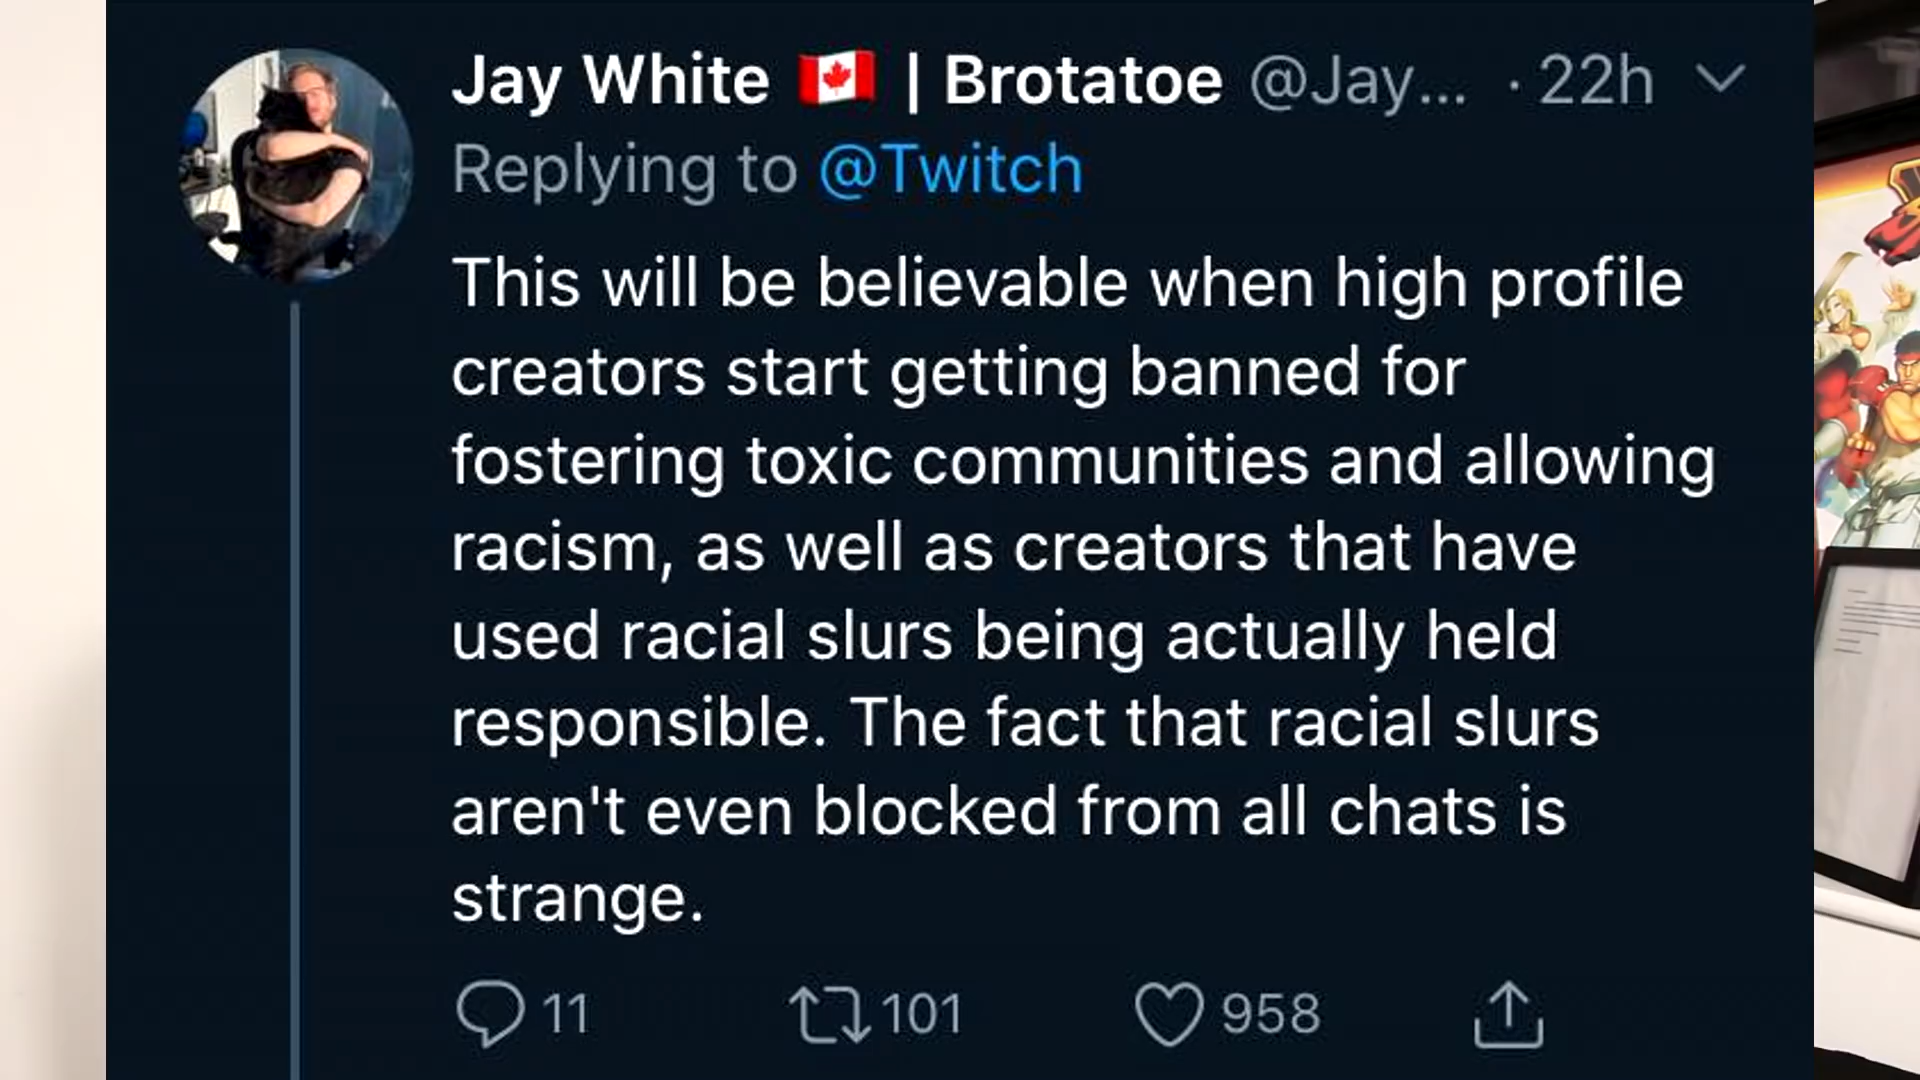 Jay White 🇨🇦 | Brotatoe @Jay... · 22h
Replying to @Twitch
This will be believable when high profile
creators start getting banned for
fostering toxic communities and allowing
racism, as well as creators that have
used racial slurs being actually held
responsible. The fact that racial slurs
aren't even blocked from all chats is
strange.
11 101 958